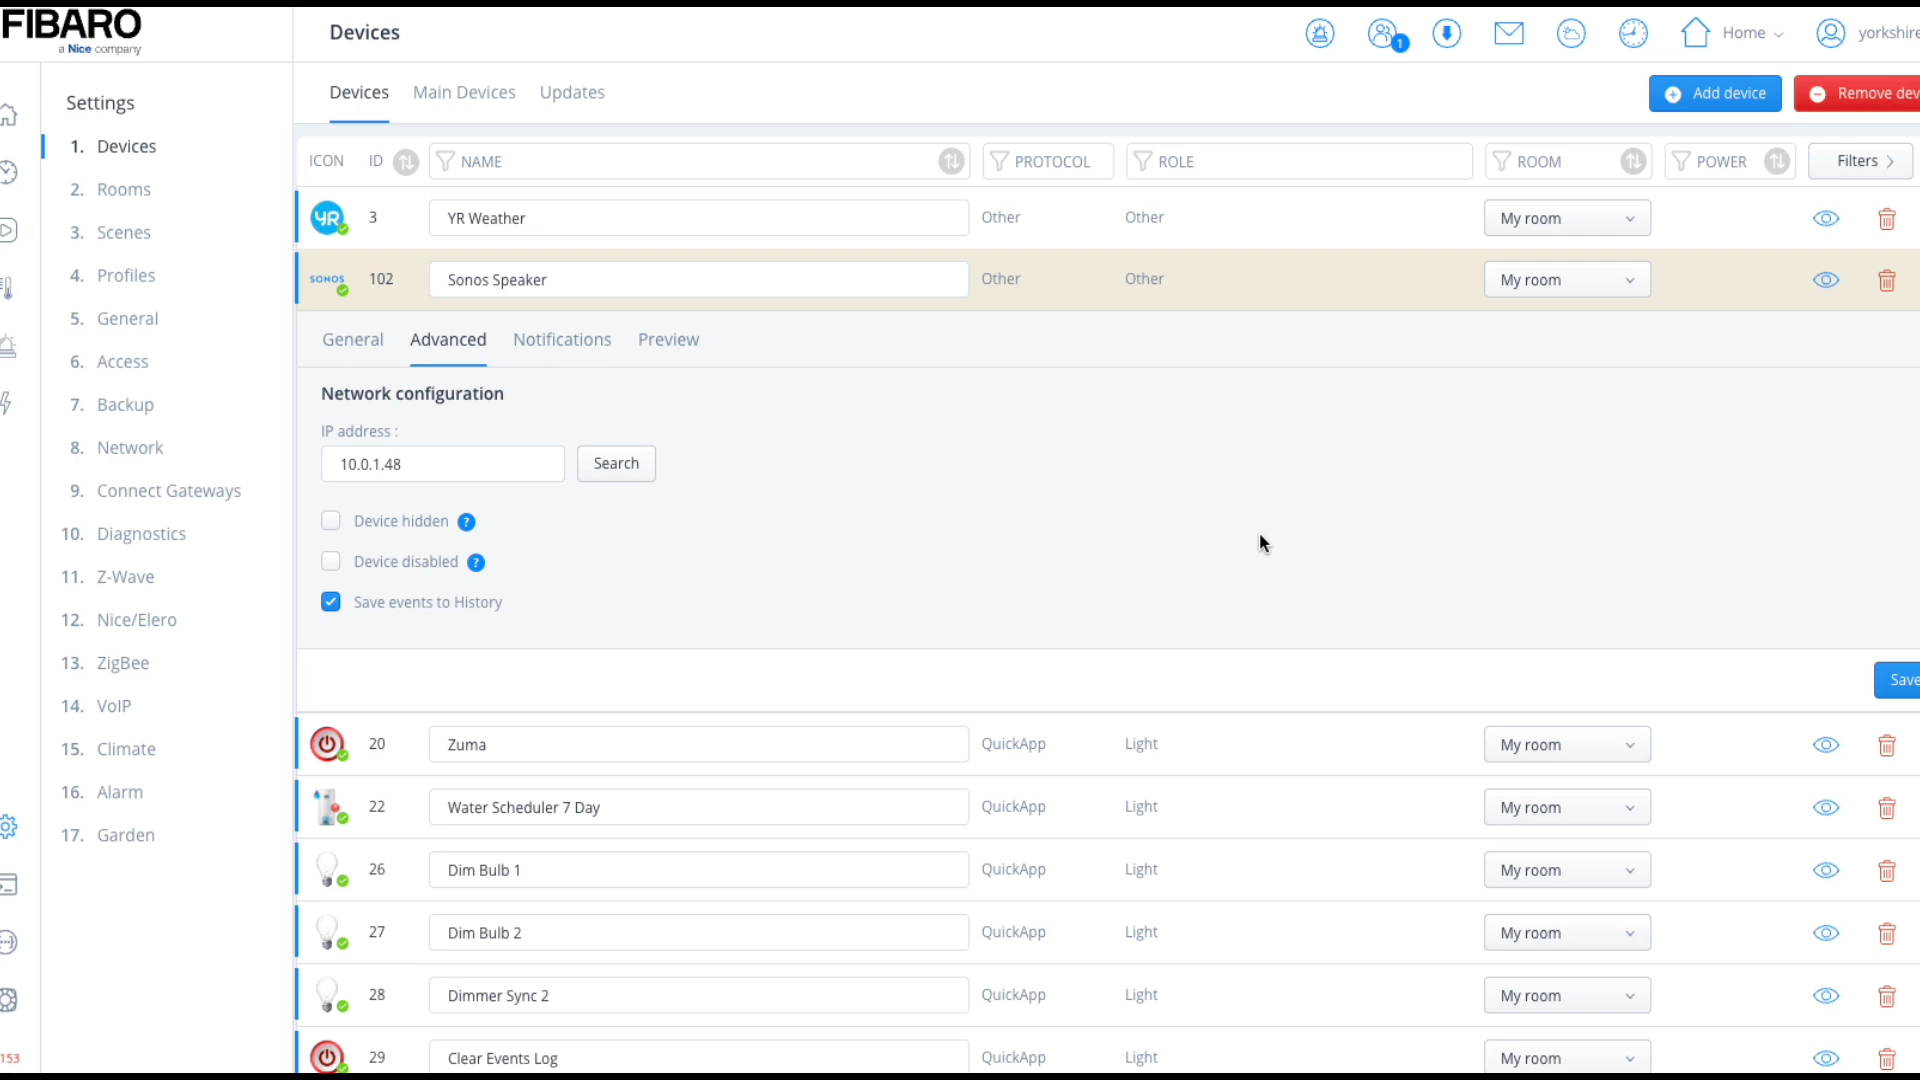 FIBARO
a Nice company
Devices
1
Home
yorkshire
Settings
1. Devices
2. Rooms
3. Scenes
4. Profiles
5. General
6. Access
7. Backup
8. Network
9. Connect Gateways
10. Diagnostics
11. Z-Wave
12. Nice/Elero
13. ZigBee
14. VoIP
15. Climate
16. Alarm
17. Garden
153
Devices Main Devices Updates
Add device
Remove dev
ICON ID NAME PROTOCOL ROLE ROOM POWER Filters
YR 3 YR Weather Other Other My room
SONOS 102 Sonos Speaker Other Other My room
General Advanced Notifications Preview
Network configuration
IP address :
10.0.1.48 Search
Device hidden ?
Device disabled ?
Save events to History
Save
20 Zuma QuickApp Light My room
22 Water Scheduler 7 Day QuickApp Light My room
26 Dim Bulb 1 QuickApp Light My room
27 Dim Bulb 2 QuickApp Light My room
28 Dimmer Sync 2 QuickApp Light My room
29 Clear Events Log QuickApp Light My room